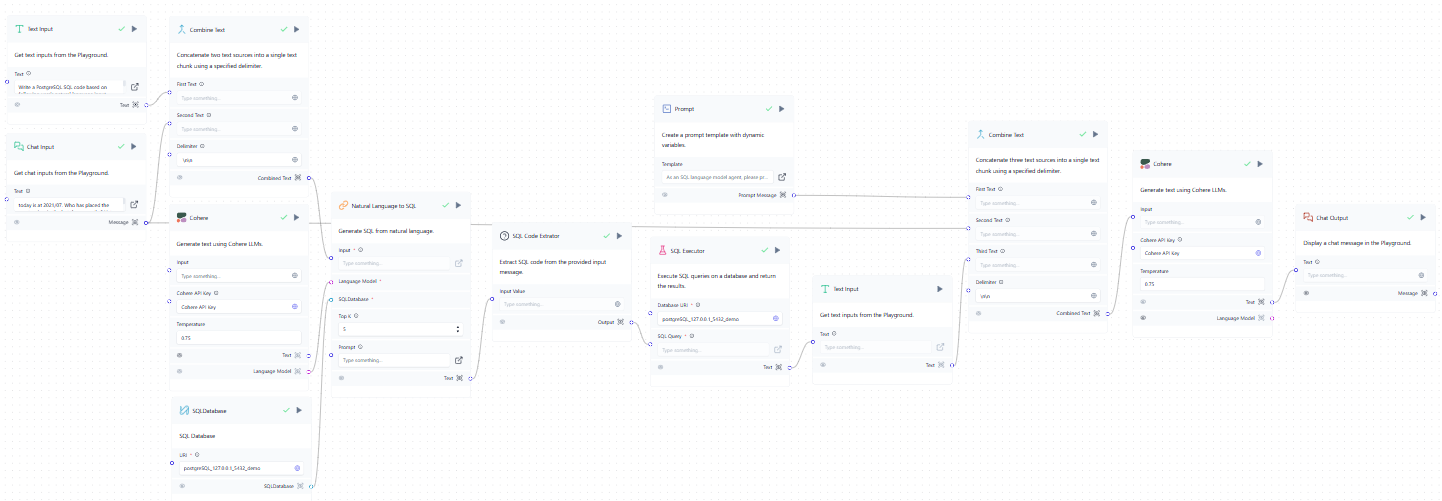 Text Input
Get text inputs from the Playground.
Text
Write a PostgreSQL SQL code based on
Text
Chat Input
Get chat inputs from the Playground.
Text
today is at 2021/07. Who has placed the
Message
Combine Text
Concatenate two text sources into a single text
chunk using a specified delimiter.
First Text
Type something...
Second Text
Type something...
Delimiter
\n\n
Combined Text
Cohere
Generate text using Cohere LLMs.
Input
Type something...
Cohere API Key
Cohere API Key
Temperature
0.75
Text
Language Model
SQLDatabase
SQL Database
URI *
postgreSQL_127.0.0.1_5432_demo
SQLDatabase
Natural Language to SQL
Generate SQL from natural language.
Input *
Type something...
Language Model *
SQLDatabase *
Top K
5
Prompt
Type something...
Text
SQL Code Extrator
Extract SQL code from the provided input
message.
Input Value
Type something...
Output
Prompt
Create a prompt template with dynamic
variables.
Template
As an SQL language model agent, please pr...
Prompt Message
SQL Executor
Execute SQL queries on a database and return
the results.
Database URI *
postgreSQL_127.0.0.1_5432_demo
SQL Query *
Type something...
Text
Text Input
Get text inputs from the Playground.
Text
Type something...
Text
Combine Text
Concatenate three text sources into a single text
chunk using a specified delimiter.
First Text
Type something...
Second Text
Type something...
Third Text
Type something...
Delimiter
\n\n
Combined Text
Cohere
Generate text using Cohere LLMs.
Input
Type something...
Cohere API Key
Cohere API Key
Temperature
0.75
Text
Language Model
Chat Output
Display a chat message in the Playground.
Text
Type something...
Message